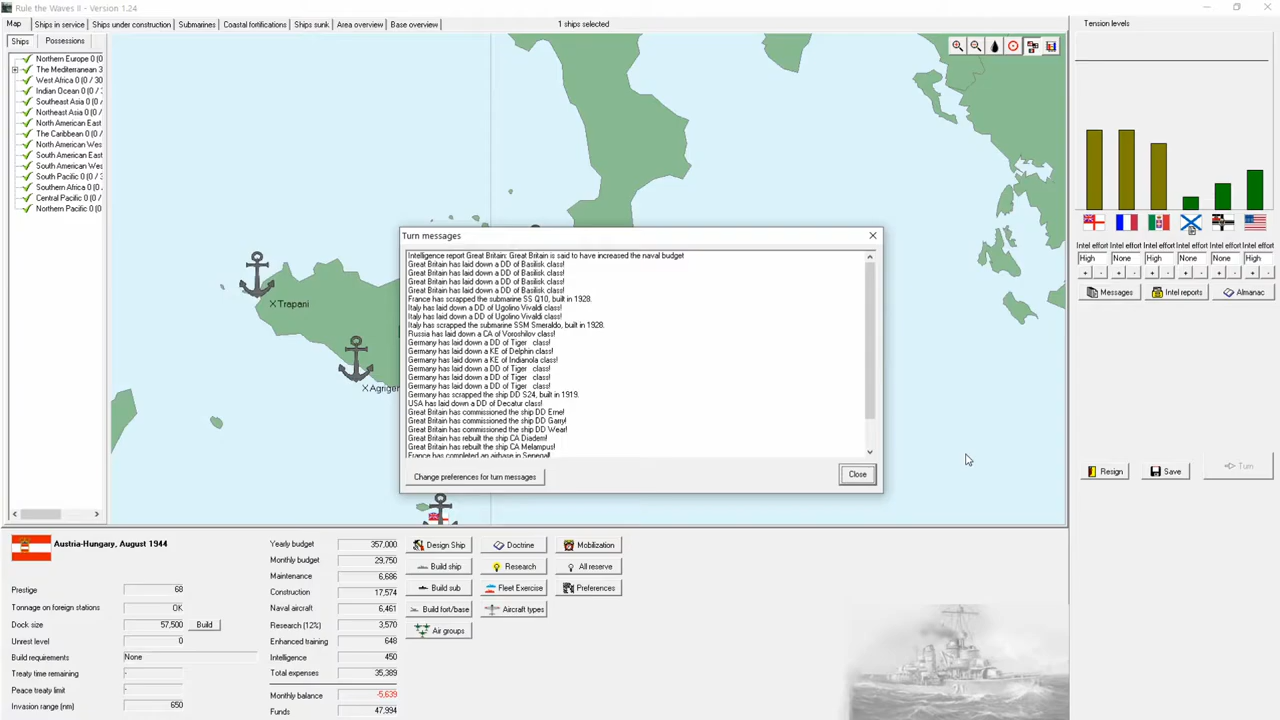 Rule the Waves II - Version 1.24
Map
Ships in service
Ships under construction
Submarines
Coastal fortifications
Ships sunk
Area overview
Base overview
1 ships selected
Tension levels
Ships
Possessions
Northern Europe 0 (0
The Mediterranean 3
West Africa 0 (0 / 30
Indian Ocean 0 (0 / 3
Southeast Asia 0 (0
Northeast Asia 0 (0
North American East
The Caribbean 0 (0
North American Wes
South American East
South American Wes
South Pacific 0 (0 / 3
Southern Africa 0 (0
Central Pacific 0 (0
Northern Pacific 0 (0
Trapani
Agriger
Turn messages
Intelligence report Great Britain: Great Britain is said to have increased the naval budget
Great Britain has laid down a DD of Basilisk class!
Great Britain has laid down a DD of Basilisk class!
Great Britain has laid down a DD of Basilisk class!
Great Britain has laid down a DD of Basilisk class!
France has scrapped the submarine SS Q10, built in 1928.
Italy has laid down a DD of Ugolino Vivaldi class!
Italy has laid down a DD of Ugolino Vivaldi class!
Italy has scrapped the submarine SSM Smeraldo, built in 1928.
Russia has laid down a CA of Voroshilov class!
Germany has laid down a DD of Tiger class!
Germany has laid down a KE of Delphin class!
Germany has laid down a KE of Indianola class!
Germany has laid down a DD of Tiger class!
Germany has laid down a DD of Tiger class!
Germany has laid down a DD of Tiger class!
Germany has scrapped the ship DD S24, built in 1919.
USA has laid down a DD of Decatur class!
Great Britain has commissioned the ship DD Erne!
Great Britain has commissioned the ship DD Garry!
Great Britain has commissioned the ship DD Wear!
Great Britain has rebuilt the ship CA Diadem!
Great Britain has rebuilt the ship CA Melampus!
France has completed an airbase in Senegal!
Change preferences for turn messages
Close
Intel effort
Intel effort
Intel effort
Intel effort
Intel effort
Intel effort
High
None
High
None
None
High
+ - + - + - + - + - + -
Messages
Intel reports
Almanac
Resign
Save
Turn
Austria-Hungary, August 1944
Prestige 68
Tonnage on foreign stations OK
Dock size 57,500 Build
Unrest level 0
Build requirements None
Treaty time remaining -
Peace treaty limit -
Invasion range (nm) 650
Yearly budget 357,000
Monthly budget 29,750
Maintenance 6,686
Construction 17,574
Naval aircraft 6,461
Research (12%) 3,570
Enhanced training 648
Intelligence 450
Total expenses 35,389
Monthly balance -5,639
Funds 47,994
Design Ship
Doctrine
Mobilization
Build ship
Research
All reserve
Build sub
Fleet Exercise
Preferences
Build fort/base
Aircraft types
Air groups